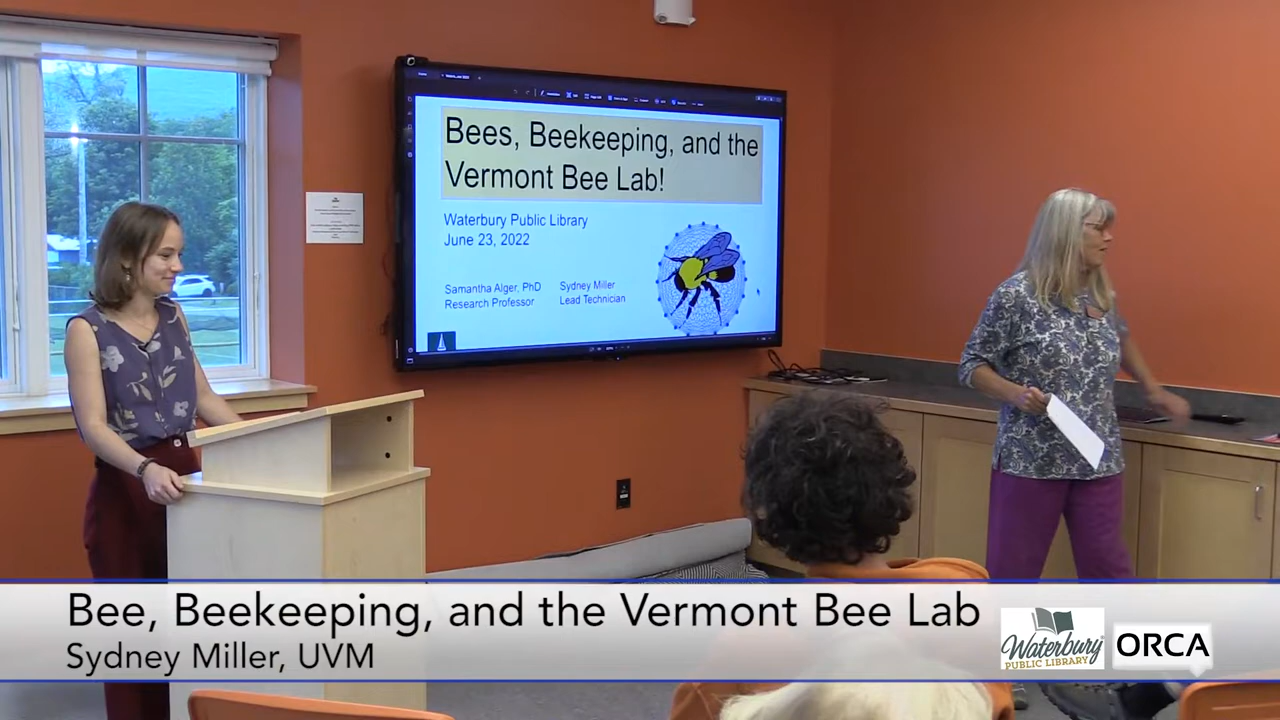 Bees, Beekeeping, and the
Vermont Bee Lab!
Waterbury Public Library
June 23, 2022
Samantha Alger, PhD
Research Professor
Sydney Miller
Lead Technician
Bee, Beekeeping, and the Vermont Bee Lab
Sydney Miller, UVM
Waterbury
PUBLIC LIBRARY
ORCA